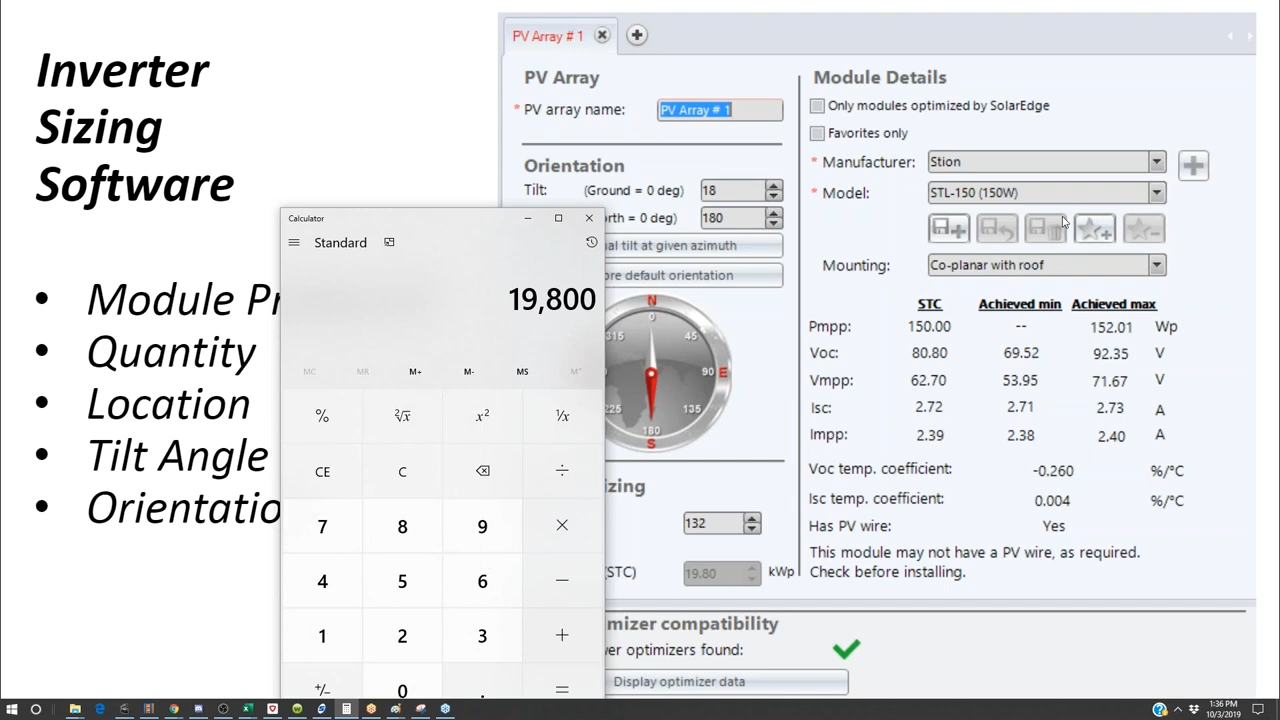 Inverter
Sizing
Software
• Module Pr
• Quantity
• Location
• Tilt Angle
• Orientatio
PV Array # 1
PV Array
* PV array name: PV Array # 1
Orientation
Tilt: (Ground = 0 deg) 18
orth = 0 deg) 180
nal tilt at given azimuth
ore default orientation
N
0
315 45
90 E
225 135
180
S
izing
132
(STC) 19.80 kWp
Module Details
Only modules optimized by SolarEdge
Favorites only
* Manufacturer: Stion
* Model: STL-150 (150W)
Mounting: Co-planar with roof
STC Achieved min Achieved max
Pmpp: 150.00 -- 152.01 Wp
Voc: 80.80 69.52 92.35 V
Vmpp: 62.70 53.95 71.67 V
Isc: 2.72 2.71 2.73 A
Impp: 2.39 2.38 2.40 A
Voc temp. coefficient: -0.260 %/°C
Isc temp. coefficient: 0.004 %/°C
Has PV wire: Yes
This module may not have a PV wire, as required.
Check before installing.
mizer compatibility
ver optimizers found:
Display optimizer data
Calculator
Standard
19,800
MC MR M+ M- MS
% ²√x x² ¹/x
CE C ÷
7 8 9 ×
4 5 6 −
1 2 3 +
+/− 0 . =
1:36 PM
10/3/2019